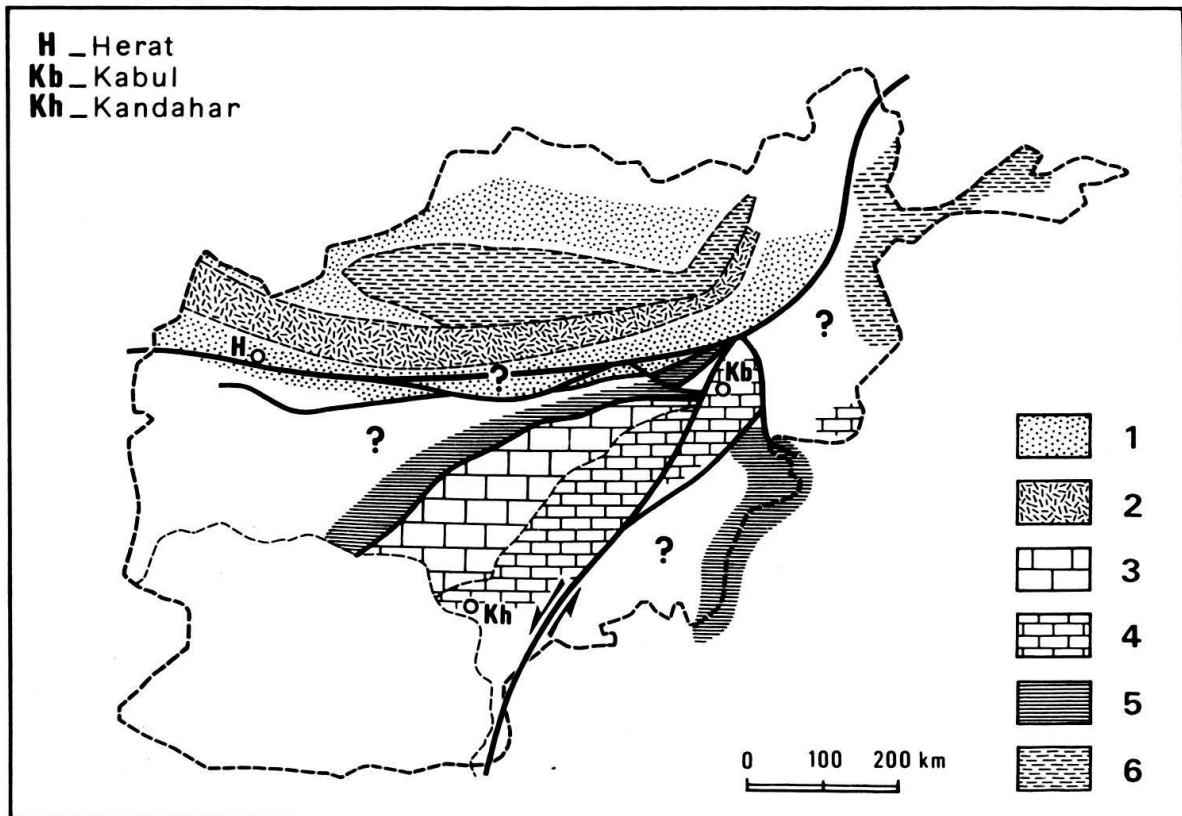 H _ Herat
Kb _ Kabul
Kh _ Kandahar
?
H
?
Kb
?
?
Kh
1
2
3
4
5
6
0 100 200 km